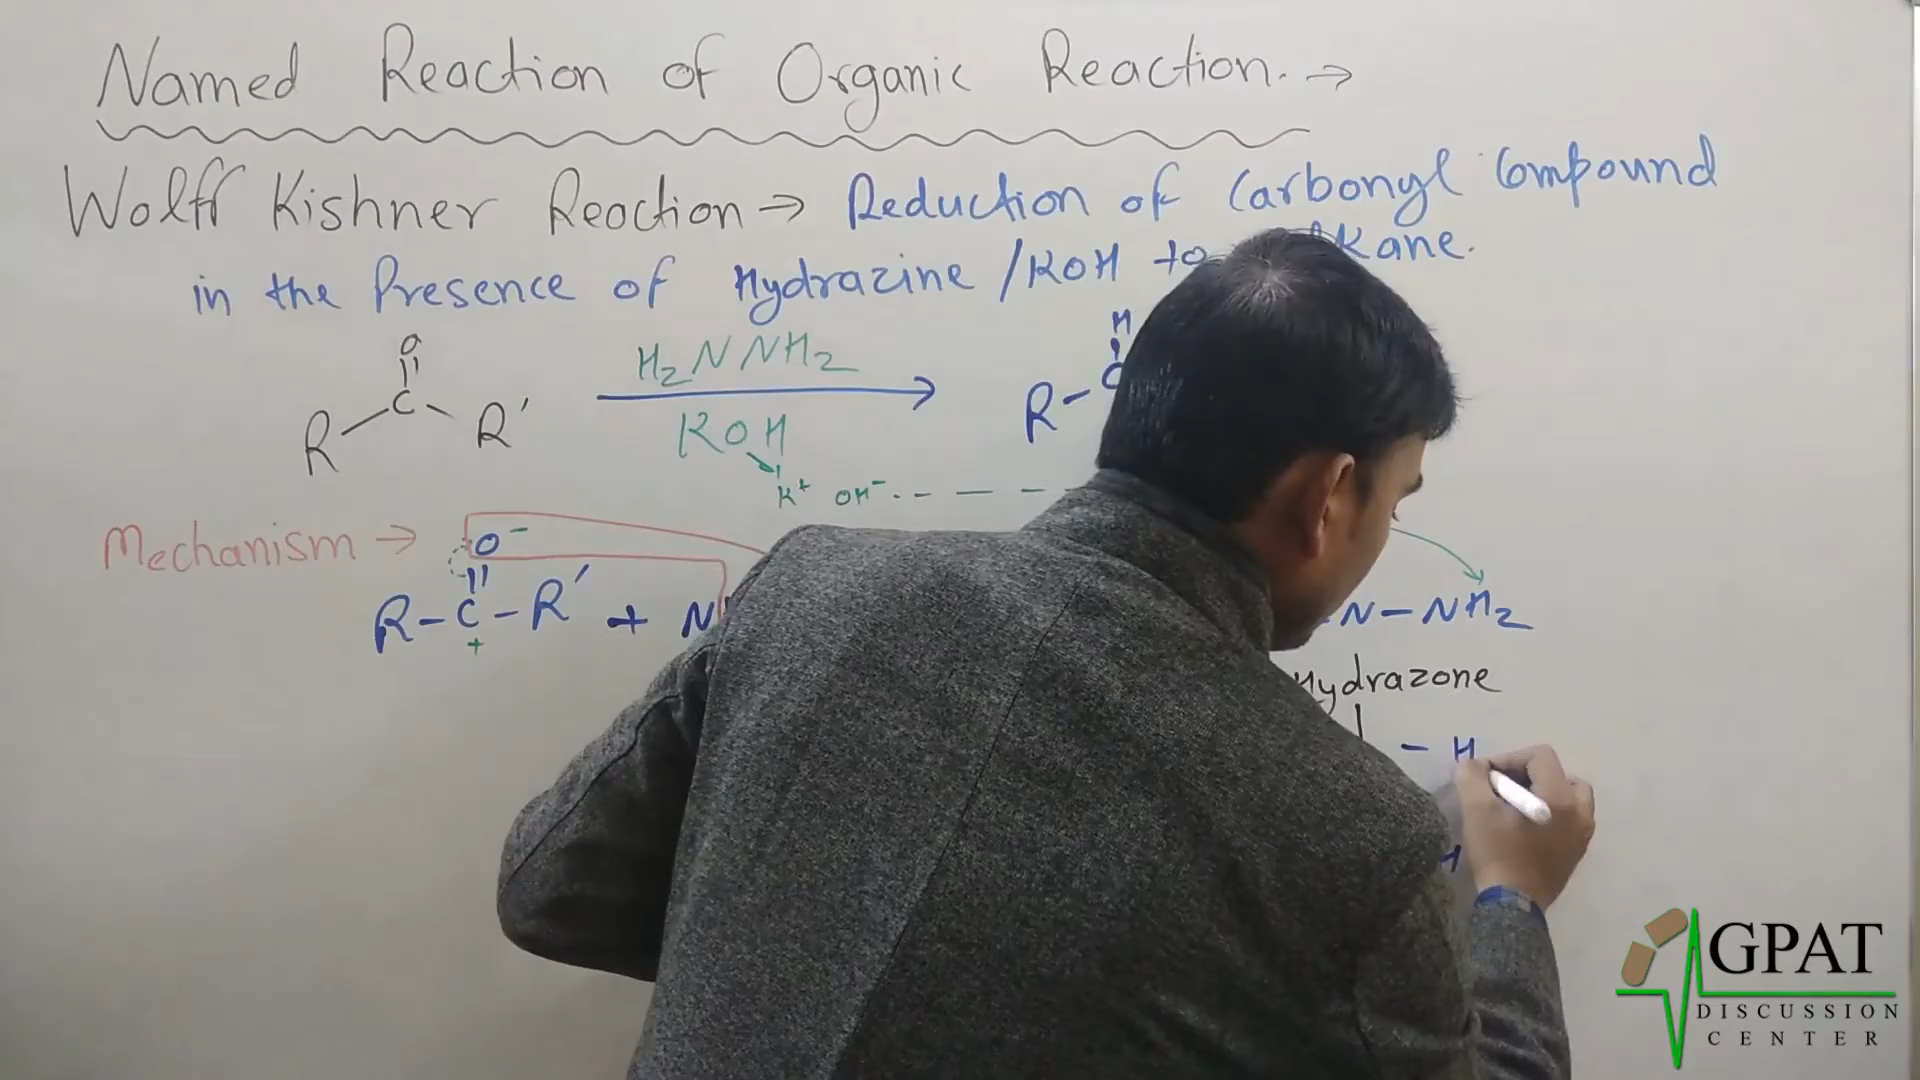 Named Reaction of Organic Reaction. →
Wolff Kishner Reaction → Reduction of Carbonyl Compound
in the Presence of Hydrazine / KOH to Kane.
O
H
H2NNH2
C
R C R'
R – C
KOH
K+ OH-. – – –
Mechanism →
O -
R – C – R' + N
N – NH2
+
Hydrazone
– H
GPAT
DISCUSSION
CENTER